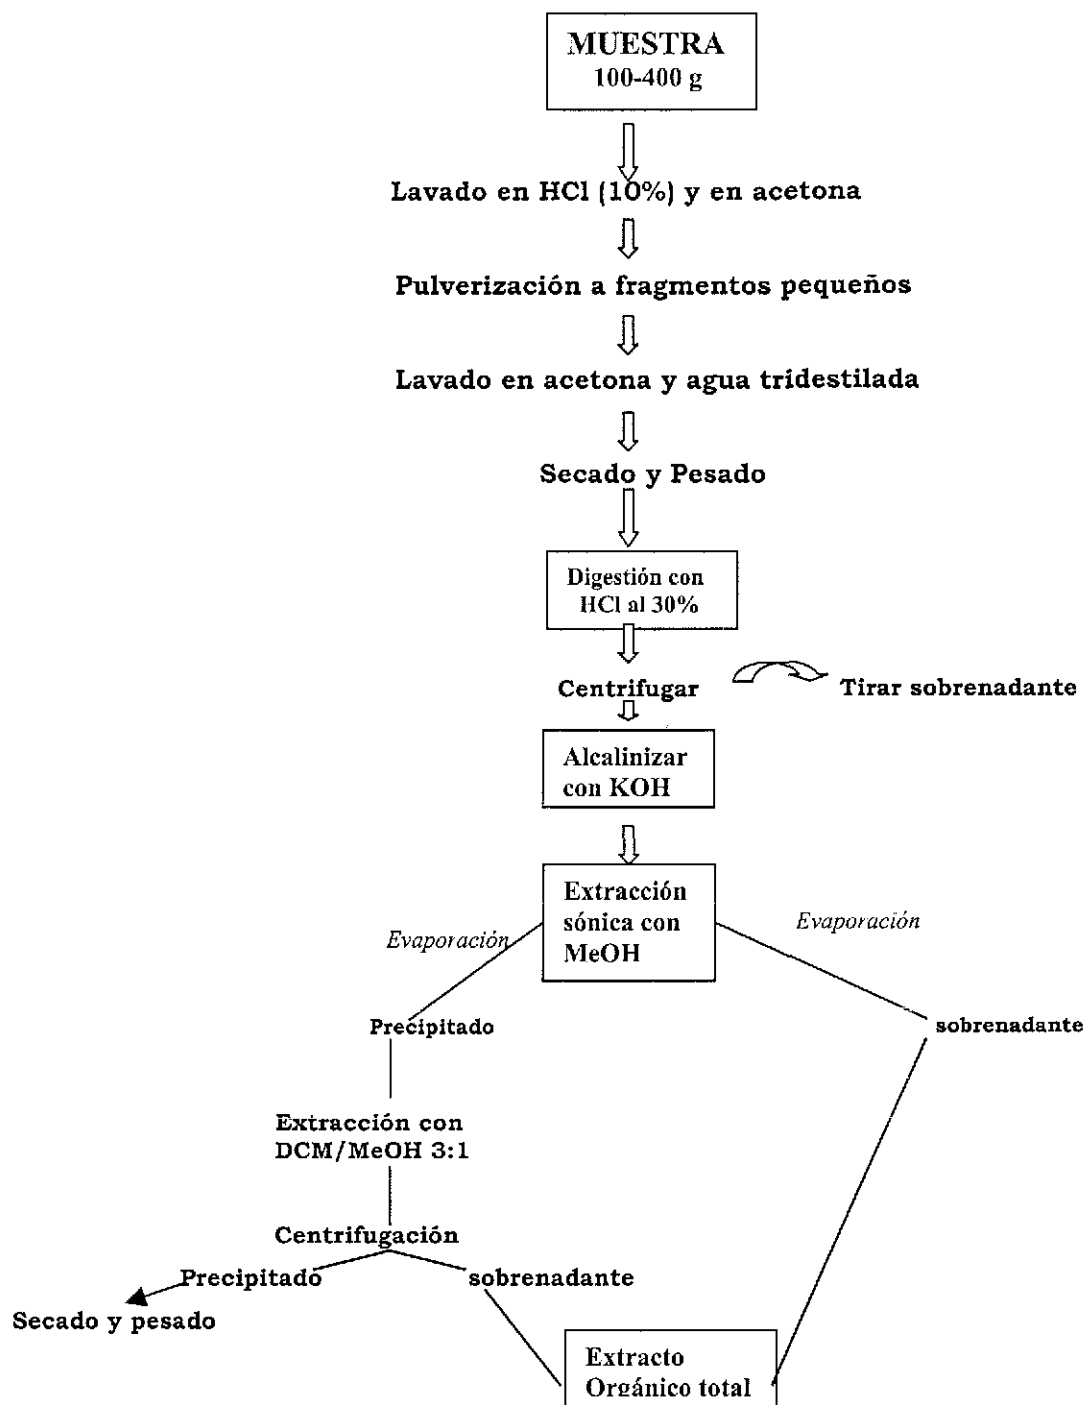 MUESTRA
100-400 g
Lavado en HCl (10%) y en acetona
Pulverización a fragmentos pequeños
Lavado en acetona y agua tridestilada
Secado y Pesado
Digestión con
HCl al 30%
Centrifugar
Tirar sobrenadante
Alcalinizar
con KOH
Extracción
sónica con
MeOH
Evaporación
Evaporación
Precipitado
sobrenadante
Extracción con
DCM/MeOH 3:1
Centrifugación
Precipitado
sobrenadante
Secado y pesado
Extracto
Orgánico total